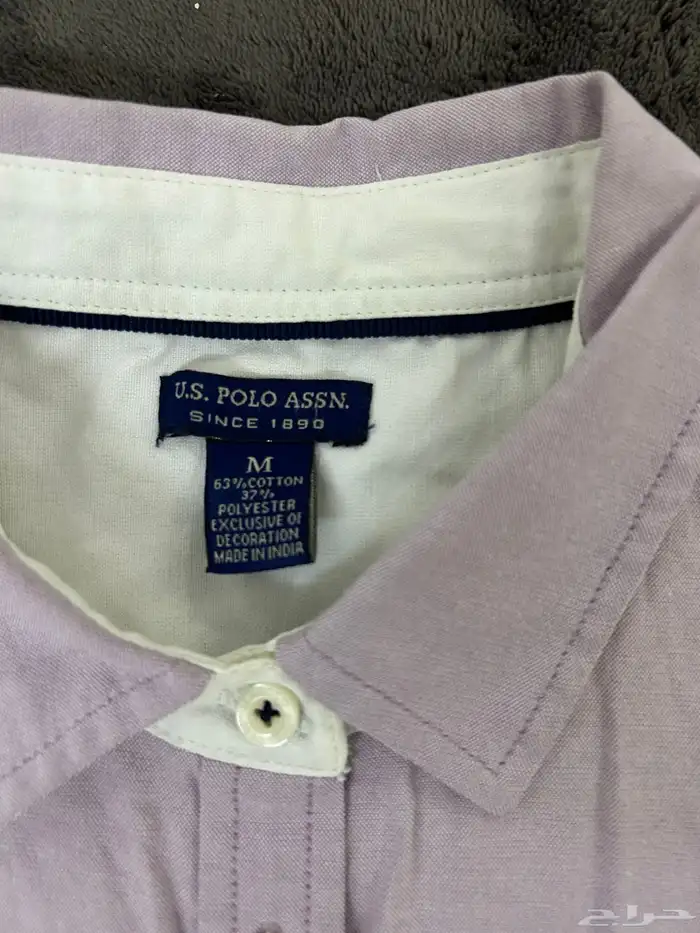 U.S. POLO ASSN.
SINCE 1890
M
63%COTTON
37%
POLYESTER
EXCLUSIVE OF
DECORATION
MADE IN INDIA
حراج